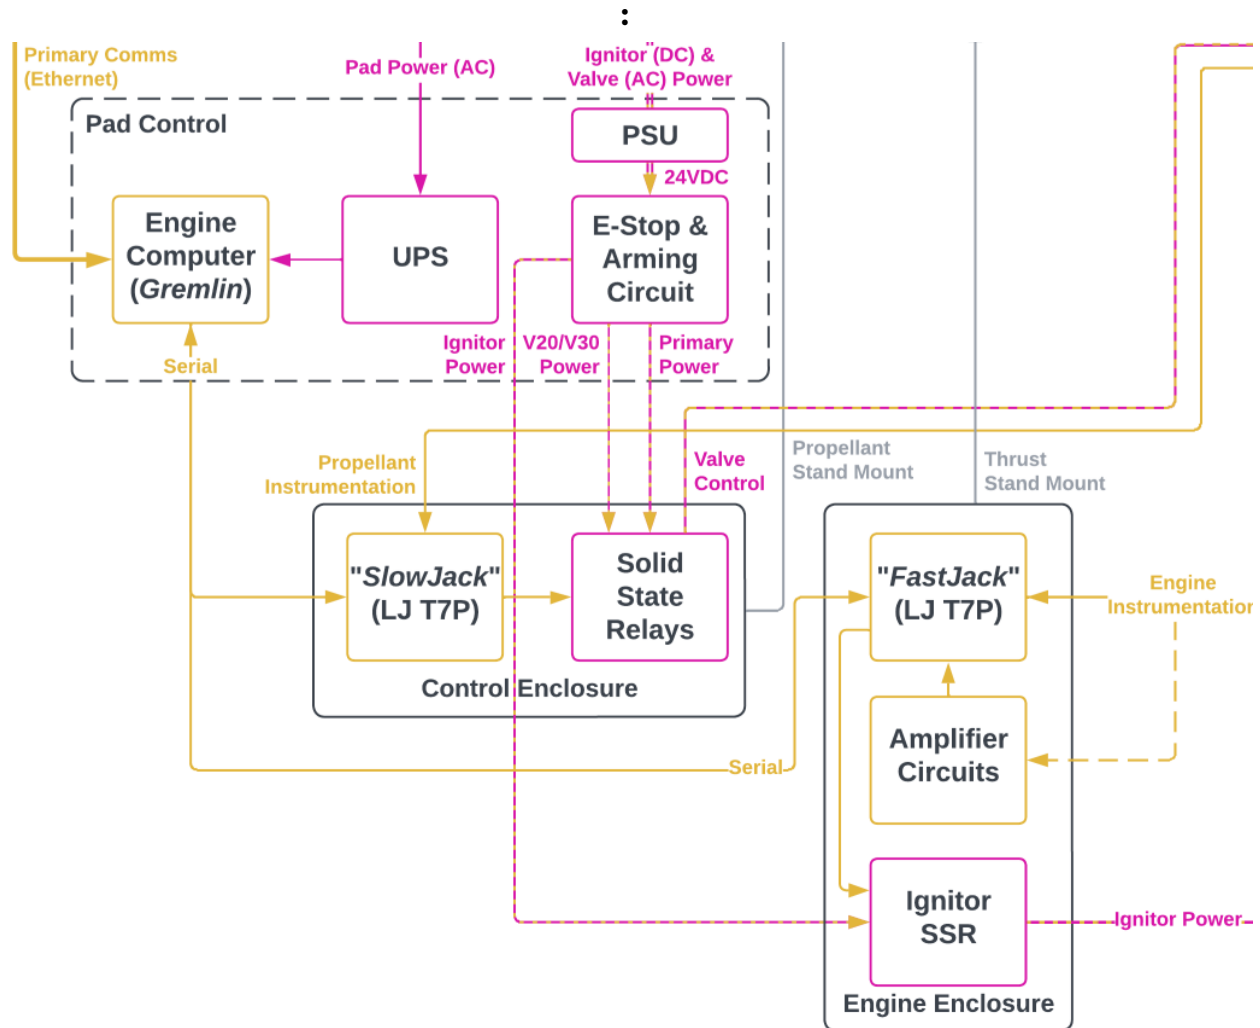 :
Primary Comms
(Ethernet)
Pad Power (AC)
Ignitor (DC) &
Valve (AC) Power
Pad Control
PSU
24VDC
Engine
Computer
(Gremlin)
UPS
E-Stop &
Arming
Circuit
Serial
Ignitor
Power
V20/V30
Power
Primary
Power
Propellant
Instrumentation
Valve
Control
Propellant
Stand Mount
Thrust
Stand Mount
"SlowJack"
(LJ T7P)
Solid
State
Relays
Control Enclosure
"FastJack"
(LJ T7P)
Engine
Instrumentation
Amplifier
Circuits
Serial
Ignitor
SSR
Ignitor Power
Engine Enclosure